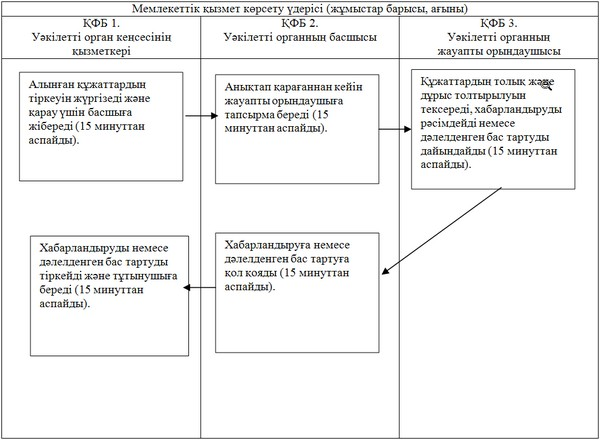 Мемлекеттік қызмет көрсету үдерісі (жұмыстар барысы, ағыны)
ҚФБ 1.
Уәкілетті орган кеңсесінің
қызметкері
ҚФБ 2.
Уәкілетті органның басшысы
ҚФБ 3.
Уәкілетті органның
жауапты орындаушысы
Алынған құжаттардың
тіркеуін жүргізеді және
қарау үшін басшыға
жібереді (15 минуттан
аспайды).
Анықтап қарағаннан кейін
жауапты орындаушыға
тапсырма береді (15
минуттан аспайды).
Құжаттардың толық және
дұрыс толтырылуын
тексереді, хабарландыруды
рәсімдейді немесе
дәлелденген бас тартуды
дайындайды (15 минуттан
аспайды).
Хабарландыруды немесе
дәлелденген бас тартуды
тіркейді және тұтынушыға
береді (15 минуттан
аспайды).
Хабарландыруға немесе
дәлелденген бас тартуға
қол қояды (15 минуттан
аспайды).